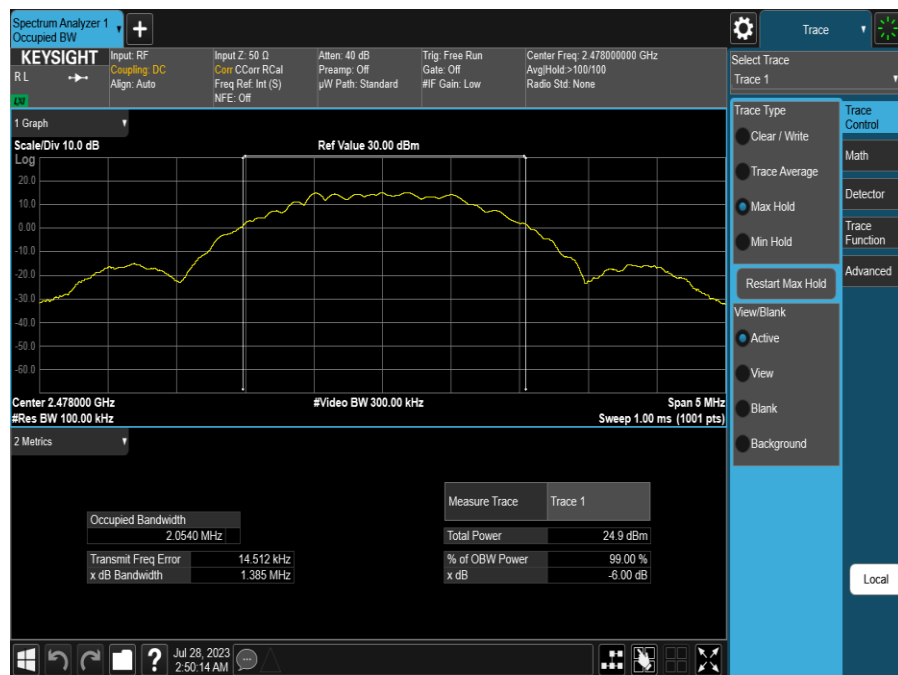 Spectrum Analyzer 1
Occupied BW
+
Trace
KEYSIGHT
R L
LXI
Input: RF
Coupling: DC
Align: Auto
Input Z: 50 Ω
Corr CCorr RCal
Freq Ref: Int (S)
NFE: Off
Atten: 40 dB
Preamp: Off
µW Path: Standard
Trig: Free Run
Gate: Off
#IF Gain: Low
Center Freq: 2.478000000 GHz
Avg|Hold:>100/100
Radio Std: None
Select Trace
Trace 1
1 Graph
Scale/Div 10.0 dB
Ref Value 30.00 dBm
Log
20.0
10.0
0.00
-10.0
-20.0
-30.0
-40.0
-50.0
-60.0
Center 2.478000 GHz
#Video BW 300.00 kHz
Span 5 MHz
#Res BW 100.00 kHz
Sweep 1.00 ms (1001 pts)
Trace Type
Clear / Write
Trace Average
Max Hold
Min Hold
Restart Max Hold
View/Blank
Active
View
Blank
Background
Trace
Control
Math
Detector
Trace
Function
Advanced
Local
2 Metrics
Occupied Bandwidth
2.0540 MHz
Transmit Freq Error 14.512 kHz
x dB Bandwidth 1.385 MHz
Measure Trace Trace 1
Total Power 24.9 dBm
% of OBW Power 99.00 %
x dB -6.00 dB
?
Jul 28, 2023
2:50:14 AM